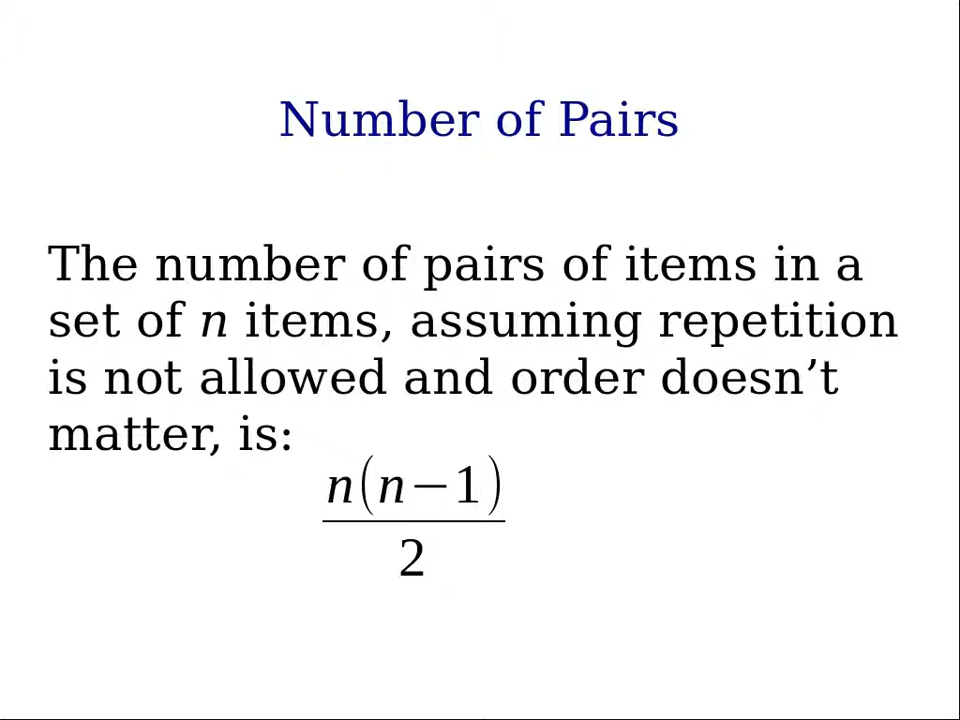 Number of Pairs
The number of pairs of items in a
set of n items, assuming repetition
is not allowed and order doesn’t
matter, is:
n(n−1)
2